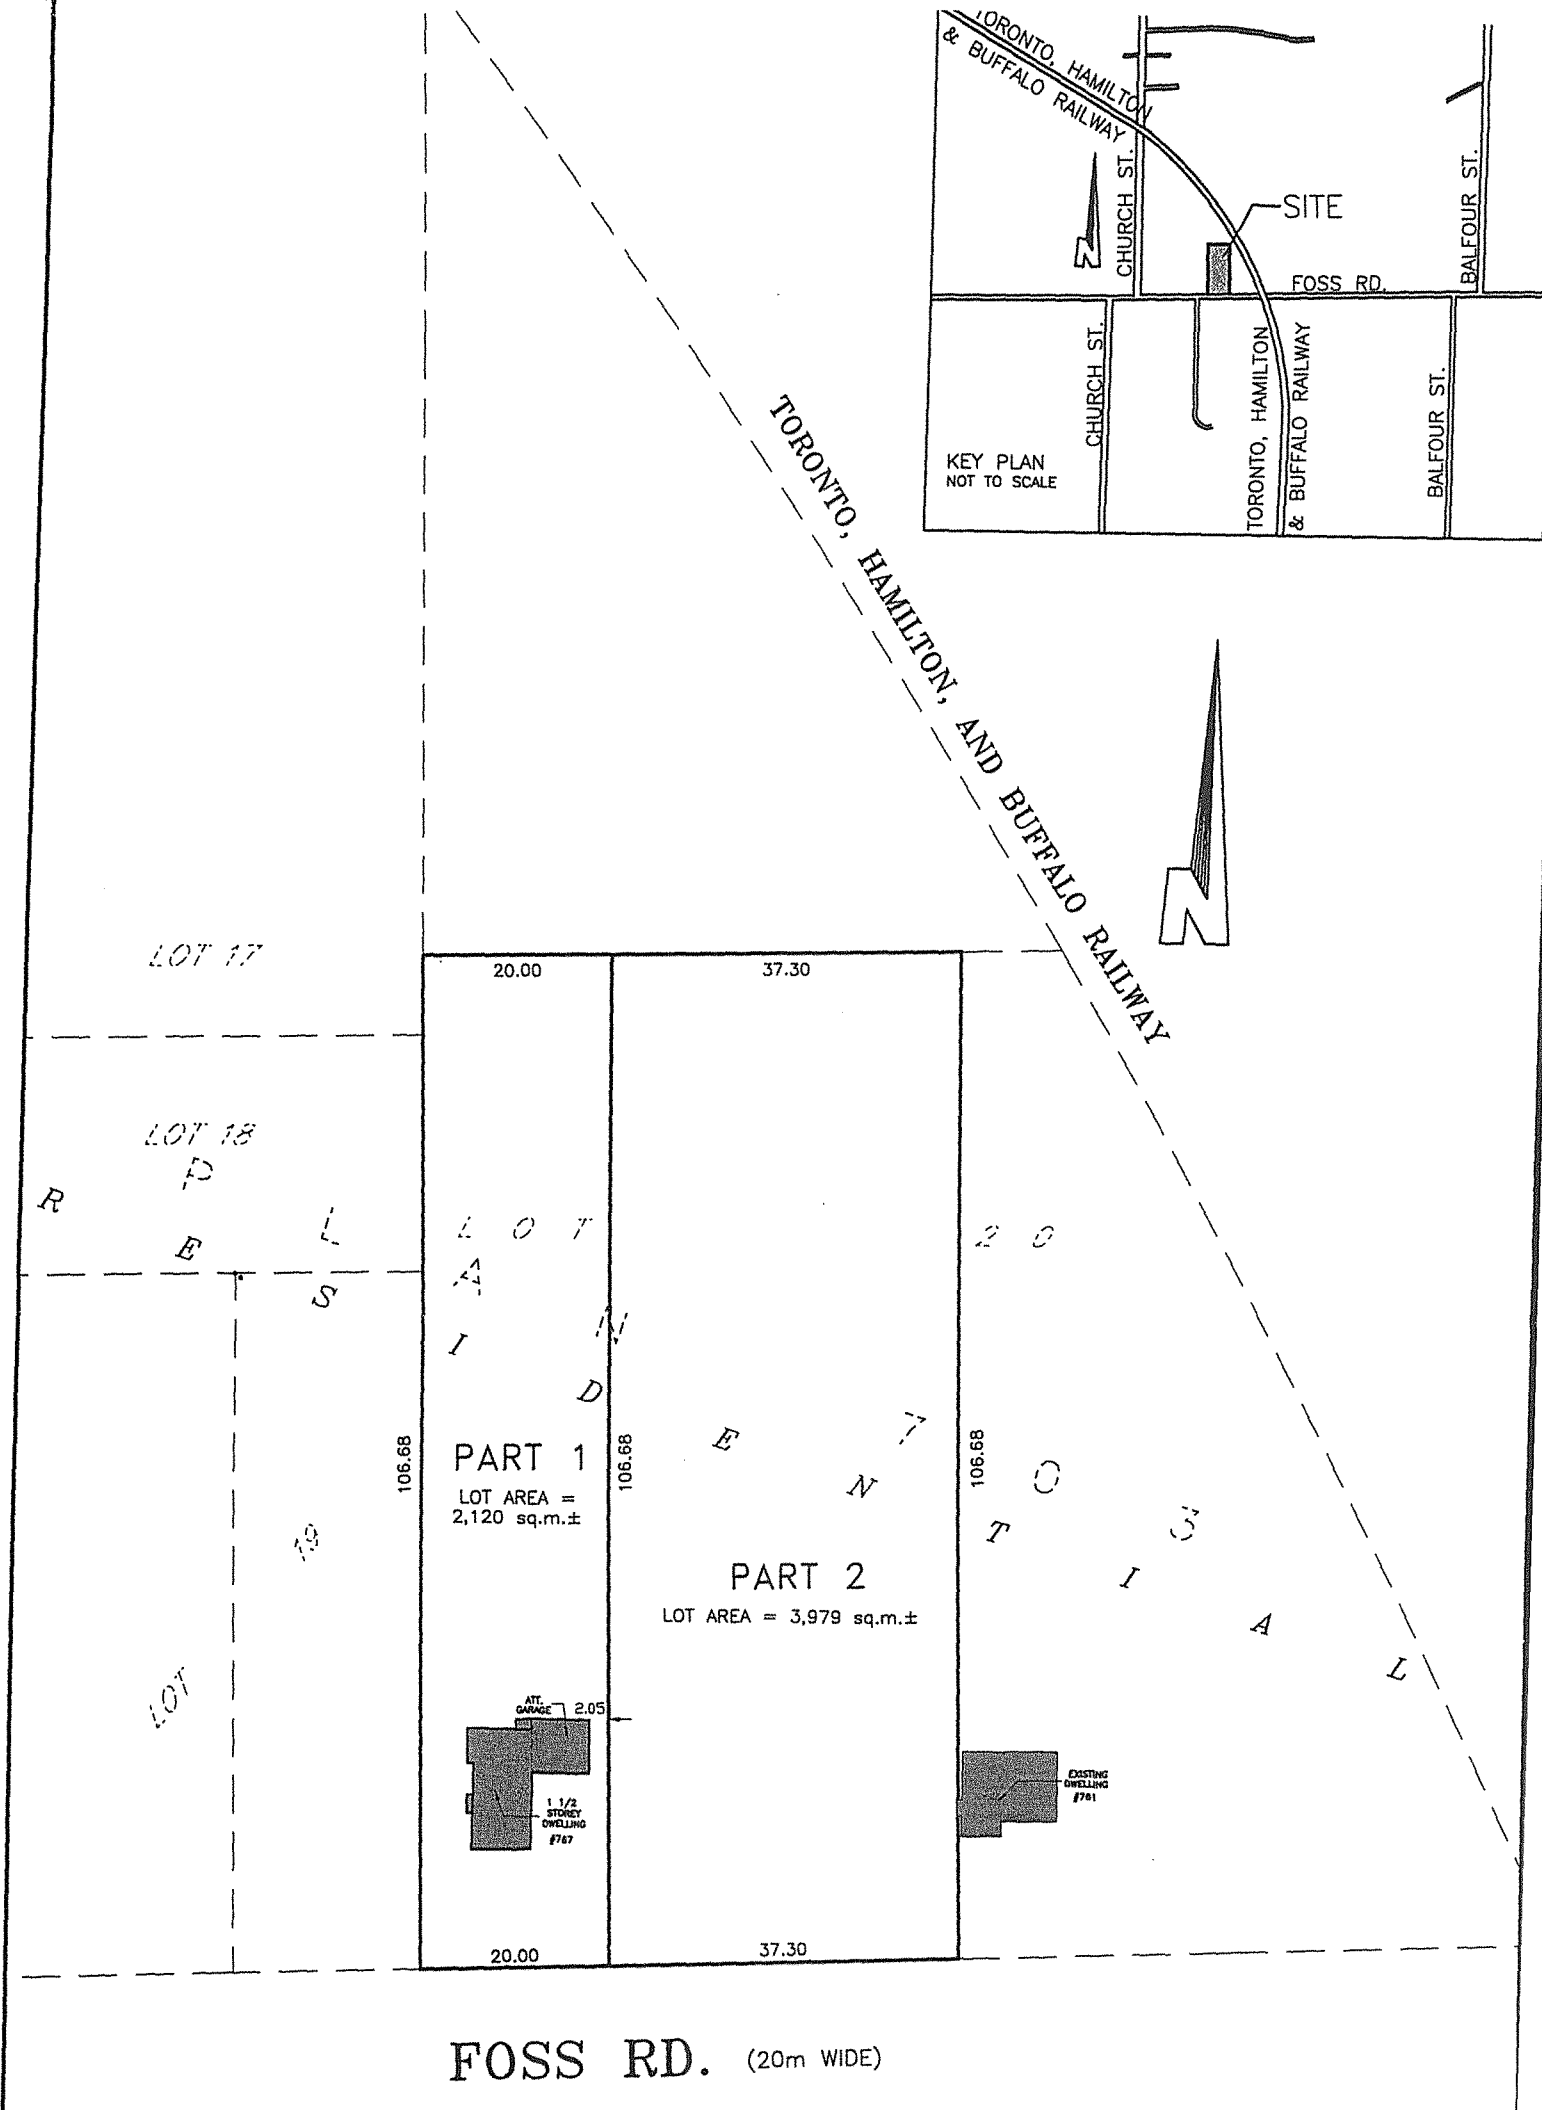 TORONTO, HAMILTON
& BUFFALO RAILWAY
CHURCH ST.
BALFOUR ST.
SITE
N
FOSS RD.
CHURCH ST.
TORONTO, HAMILTON
& BUFFALO RAILWAY
BALFOUR ST.
KEY PLAN
NOT TO SCALE
TORONTO, HAMILTON, AND BUFFALO RAILWAY
N
LOT 17
20.00
37.30
LOT 18
PLAN 703
RESIDENTIAL
LOT 20
106.68
106.68
106.68
PART 1
LOT AREA =
2,120 sq.m.±
LOT 19
PART 2
LOT AREA = 3,979 sq.m.±
ATT.
GARAGE
2.05
1 1/2
STOREY
DWELLING
#767
EXISTING
DWELLING
#761
20.00
37.30
FOSS RD. (20m WIDE)